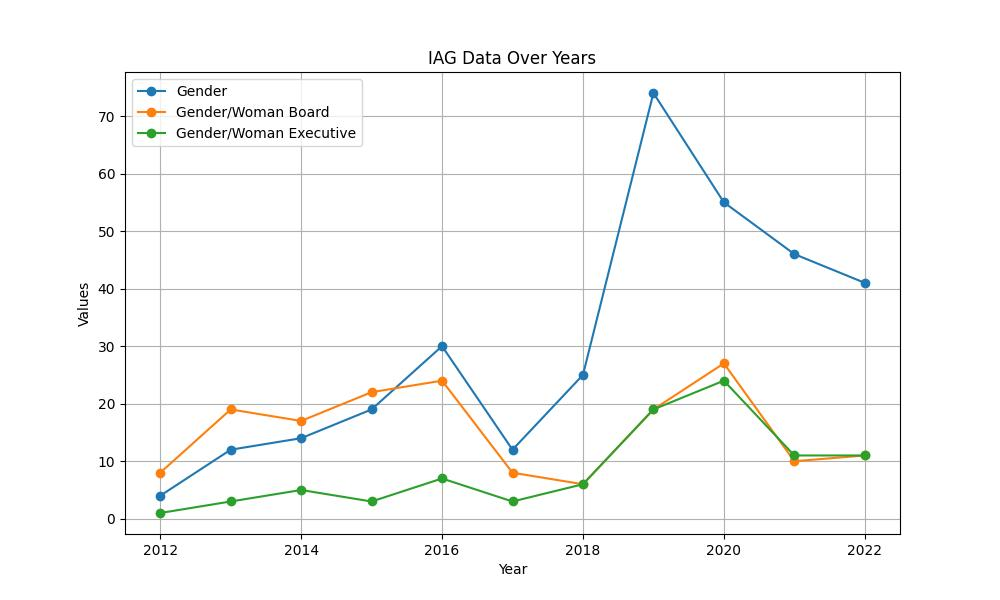 IAG Data Over Years
Gender
Gender/Woman Board
Gender/Woman Executive
Values
70
60
50
40
30
20
10
0
2012 2014 2016 2018 2020 2022
Year